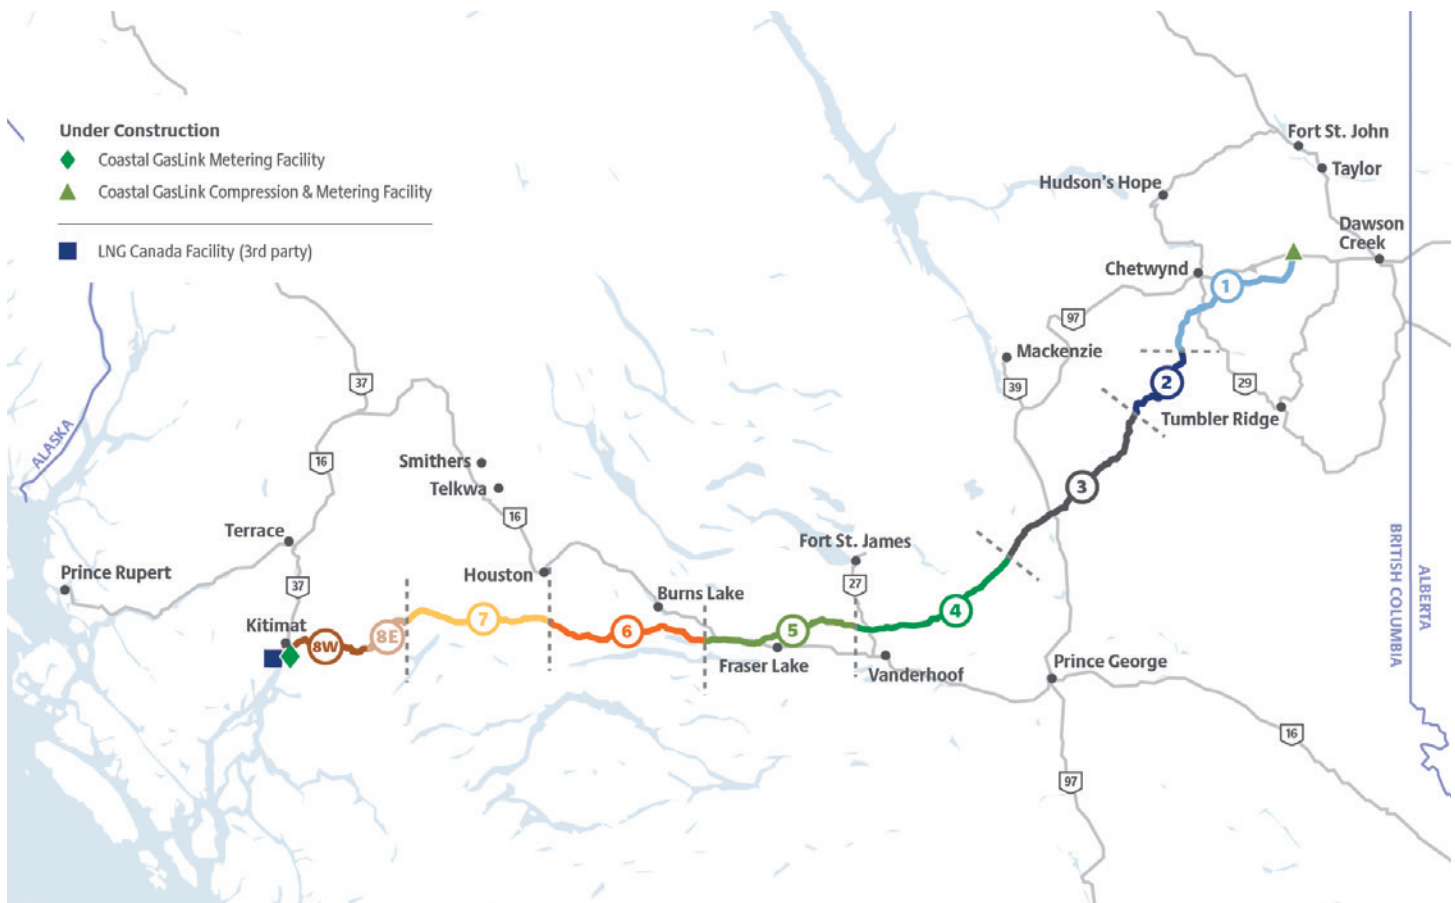 Under Construction
Coastal GasLink Metering Facility
Coastal GasLink Compression & Metering Facility
LNG Canada Facility (3rd party)
Fort St. John
Taylor
Hudson's Hope
Dawson
Creek
Chetwynd
1
97
Mackenzie
39
2
29
Tumbler Ridge
37
ALASKA
16
Smithers
Telkwa
3
16
Terrace
Fort St. James
BRITISH COLUMBIA
ALBERTA
Prince Rupert
37
Houston
27
Burns Lake
4
Kitimat
8W
8E
7
6
5
Fraser Lake
Vanderhoof
Prince George
16
97